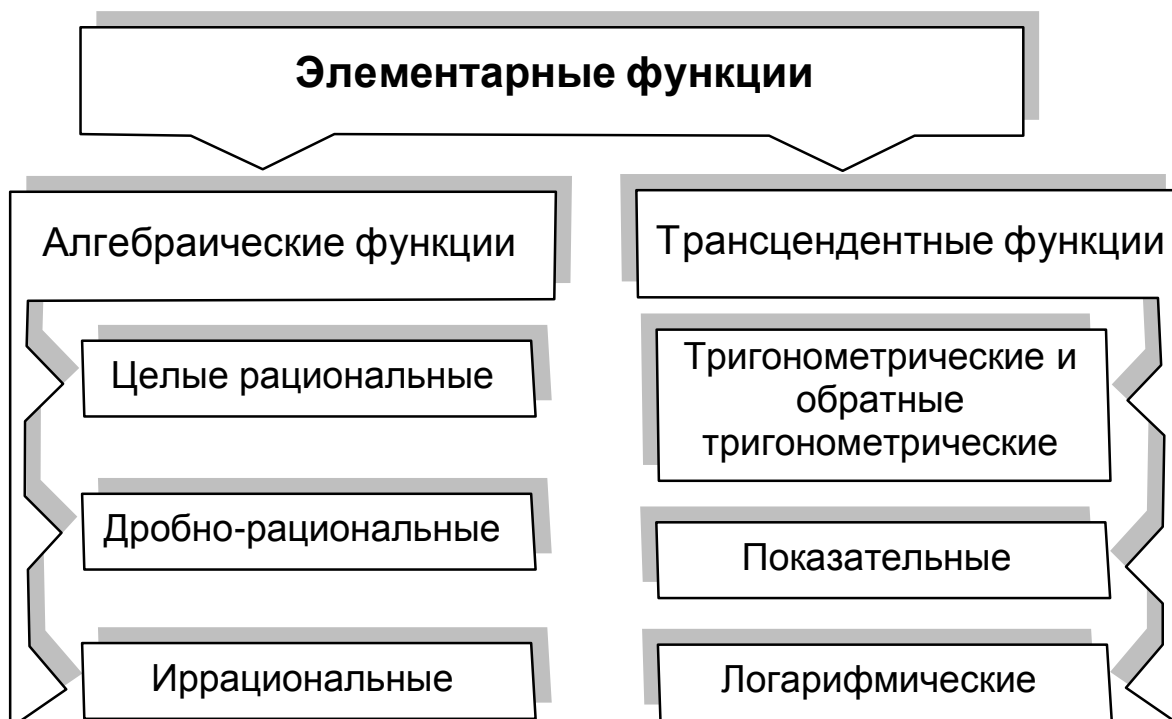 Элементарные функции
Алгебраические функции
Целые рациональные
Дробно-рациональные
Иррациональные
Трансцендентные функции
Тригонометрические и
обратные
тригонометрические
Показательные
Логарифмические